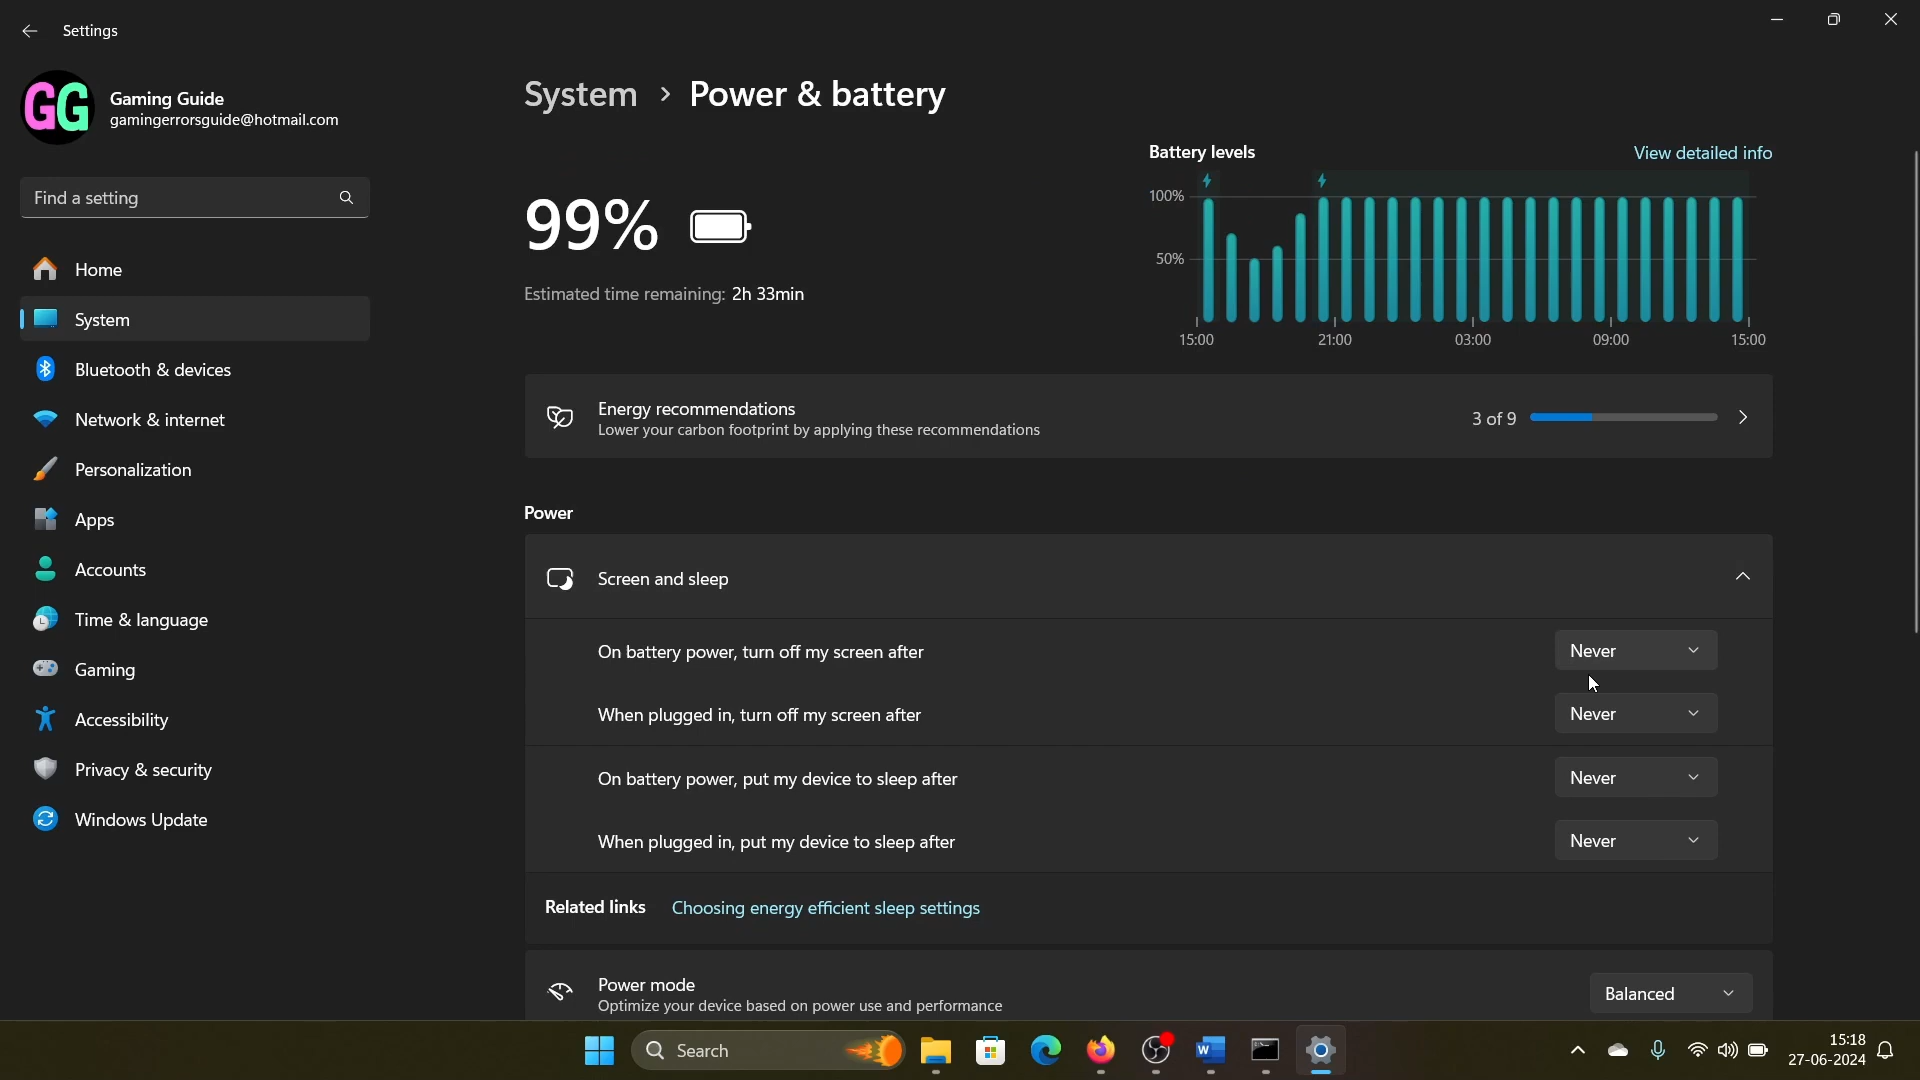 Settings
GG
Gaming Guide
gamingerrorsguide@hotmail.com
Find a setting
Home
System
Bluetooth & devices
Network & internet
Personalization
Apps
Accounts
Time & language
Gaming
Accessibility
Privacy & security
Windows Update
System > Power & battery
99%
Estimated time remaining: 2h 33min
Battery levels
View detailed info
100%
50%
15:00 21:00 03:00 09:00 15:00
Energy recommendations
Lower your carbon footprint by applying these recommendations
3 of 9
Power
Screen and sleep
On battery power, turn off my screen after Never
When plugged in, turn off my screen after Never
On battery power, put my device to sleep after Never
When plugged in, put my device to sleep after Never
Related links Choosing energy efficient sleep settings
Power mode
Optimize your device based on power use and performance
Balanced
Search
W
15:18
27-06-2024